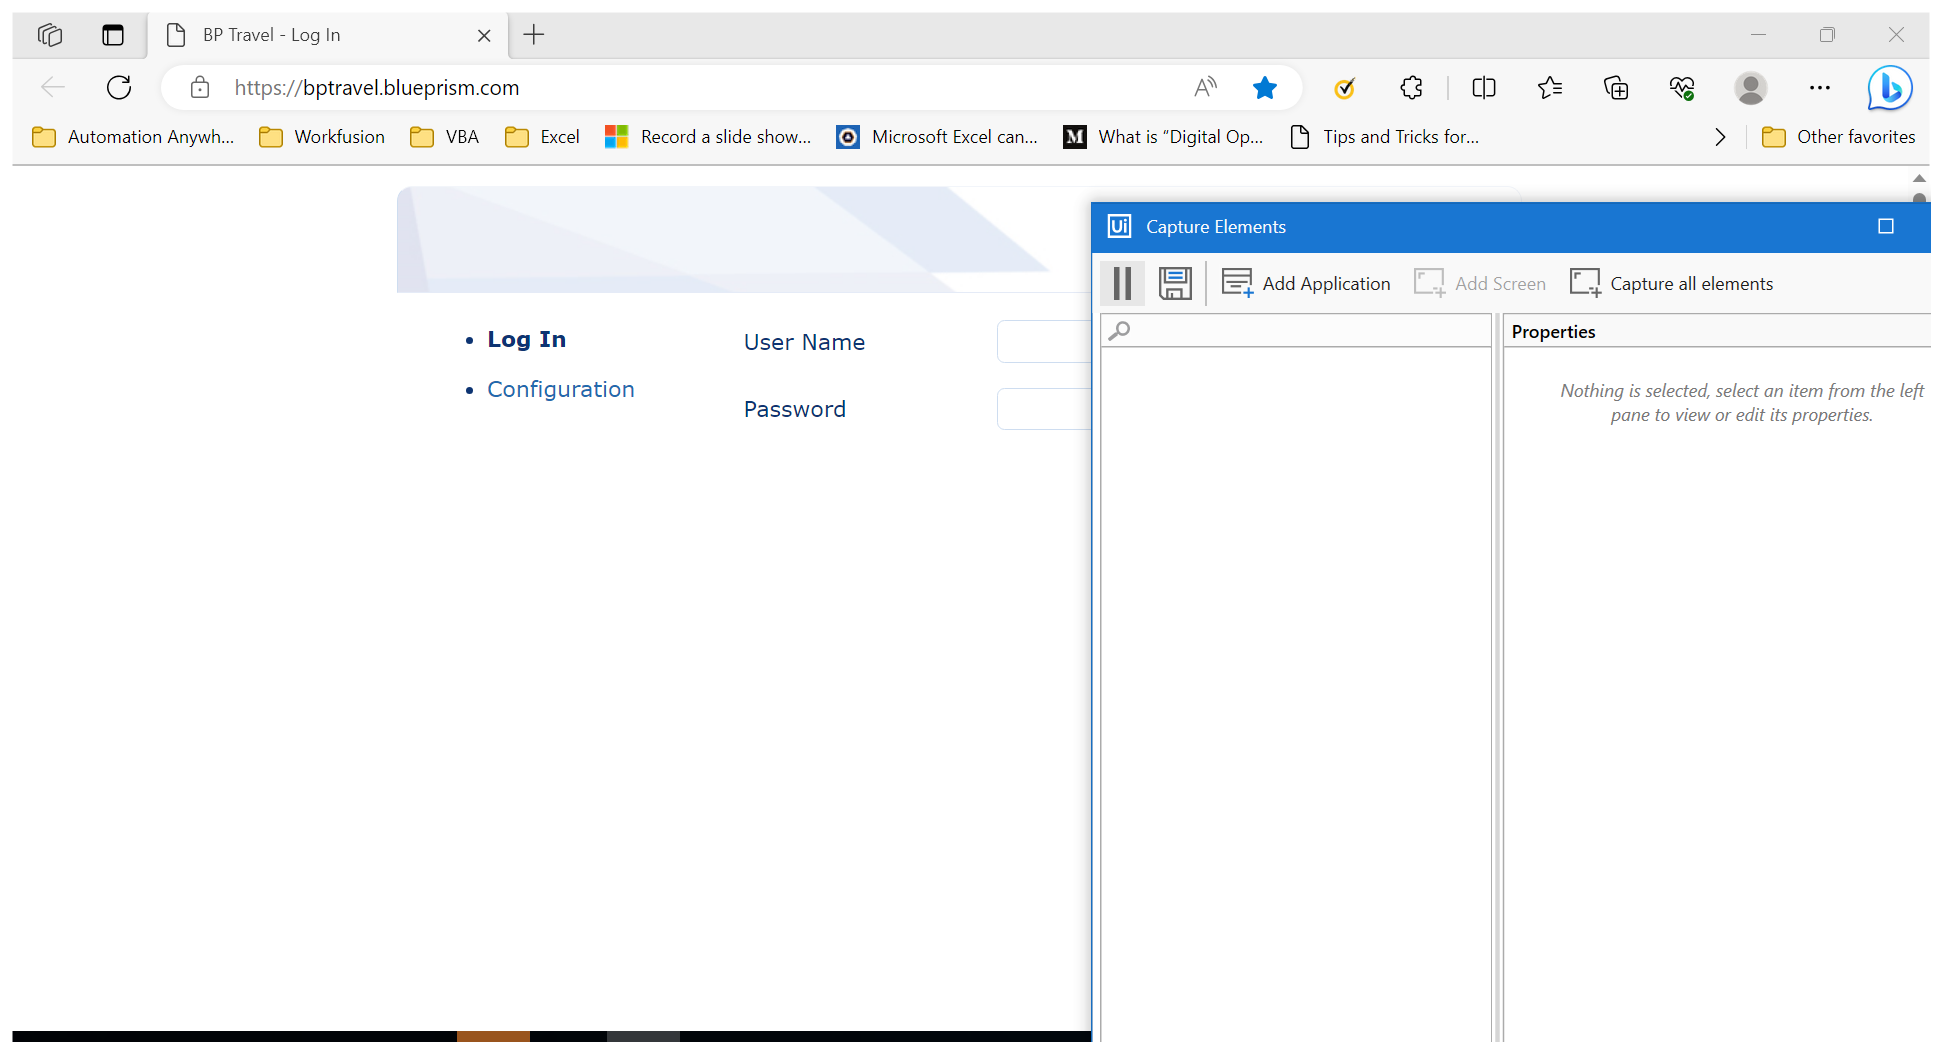 BP Travel - Log In
https://bptravel.blueprism.com
Automation Anywh... Workfusion VBA Excel Record a slide show... Microsoft Excel can... What is “Digital Op... Tips and Tricks for... Other favorites
Ui Capture Elements
Add Application Add Screen Capture all elements
Properties
Nothing is selected, select an item from the left
pane to view or edit its properties.
Log In
Configuration
User Name
Password